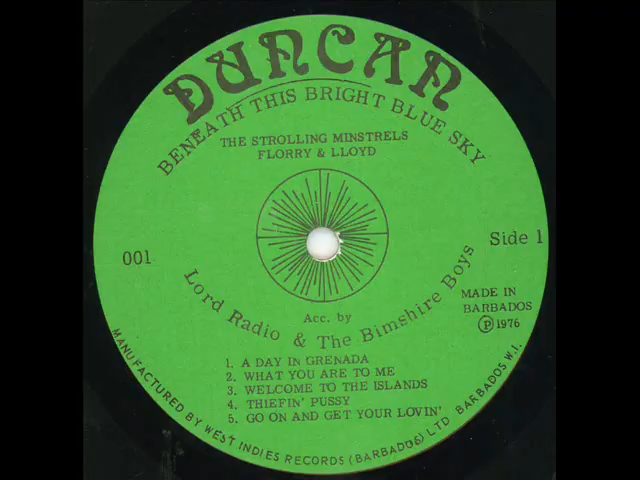 DUNCAN
BENEATH THIS BRIGHT BLUE SKY
THE STROLLING MINSTRELS
FLORRY & LLOYD
001
Side 1
Lord Radio & The Bimshire Boys
Acc. by
MADE IN
BARBADOS
Ⓟ 1976
1. A DAY IN GRENADA
2. WHAT YOU ARE TO ME
3. WELCOME TO THE ISLANDS
4. THIEFIN' PUSSY
5. GO ON AND GET YOUR LOVIN'
MANUFACTURED BY WEST INDIES RECORDS (BARBADOS) LTD BARBADOS W.I.